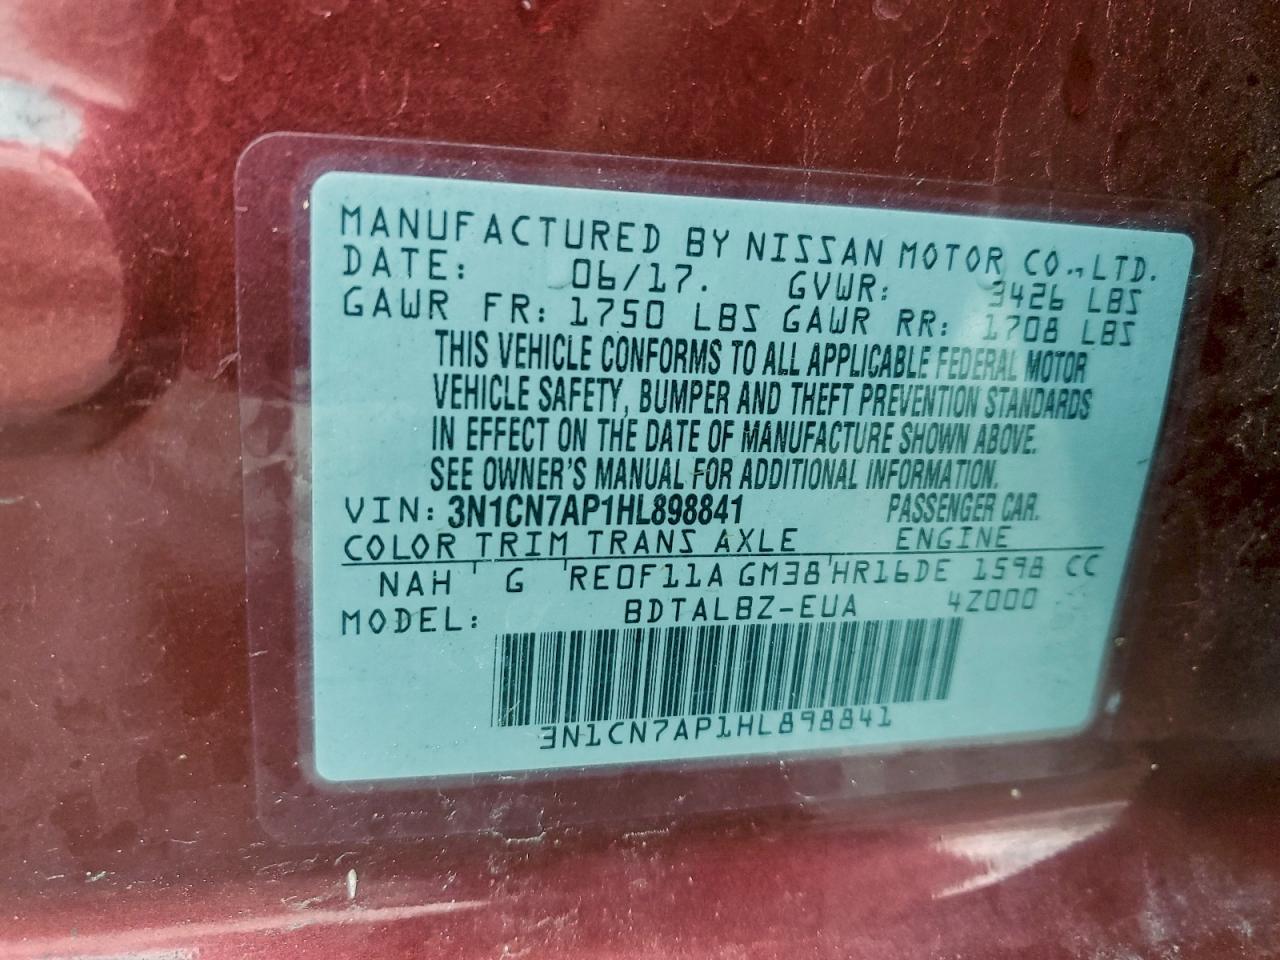 MANUFACTURED BY NISSAN MOTOR CO., LTD.
DATE: 06/17. GVWR: 3426 LBS
GAWR FR: 1750 LBS GAWR RR: 1708 LBS
THIS VEHICLE CONFORMS TO ALL APPLICABLE FEDERAL MOTOR
VEHICLE SAFETY, BUMPER AND THEFT PREVENTION STANDARDS
IN EFFECT ON THE DATE OF MANUFACTURE SHOWN ABOVE.
SEE OWNER'S MANUAL FOR ADDITIONAL INFORMATION.
VIN: 3N1CN7AP1HL898841 PASSENGER CAR.
COLOR TRIM TRANS AXLE ENGINE
NAH G RE0F11A GM38 HR16DE 1598 CC
MODEL: BDTALBZ-EUA 4Z000
3N1CN7AP1HL898841